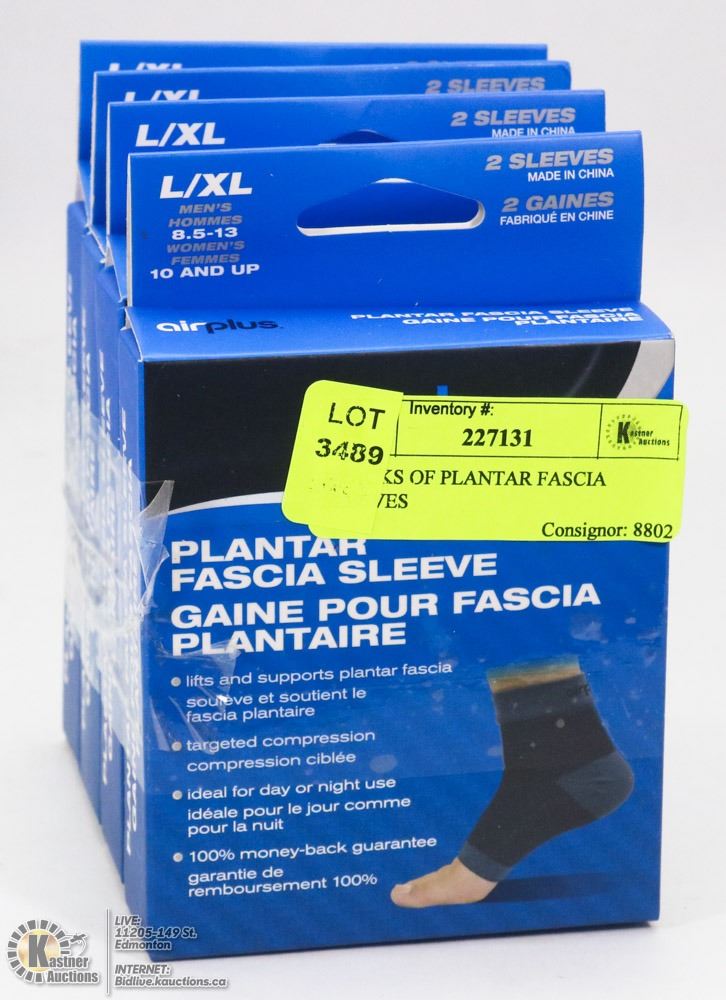 L/XL
L/XL
2 SLEEVES
L/XL
2 SLEEVES
MADE IN CHINA
L/XL
MEN'S
HOMMES
8.5-13
WOMEN'S
FEMMES
10 AND UP
2 SLEEVES
MADE IN CHINA
2 GAINES
FABRIQUÉ EN CHINE
airplus
PLANTAR FASCIA SLEEVE
GAINE POUR FASCIA
PLANTAIRE
LOT
3489
Inventory #:
227131
Kastner
Auctions
KS OF PLANTAR FASCIA
VES
Consignor: 8802
PLANTAR
FASCIA SLEEVE
GAINE POUR FASCIA
PLANTAIRE
• lifts and supports plantar fascia
soulève et soutient le
fascia plantaire
• targeted compression
compression ciblée
• ideal for day or night use
idéale pour le jour comme
pour la nuit
• 100% money-back guarantee
garantie de
remboursement 100%
Kastner
Auctions
LIVE:
11205-149 St.
Edmonton
INTERNET:
Bidlive.kauctions.ca